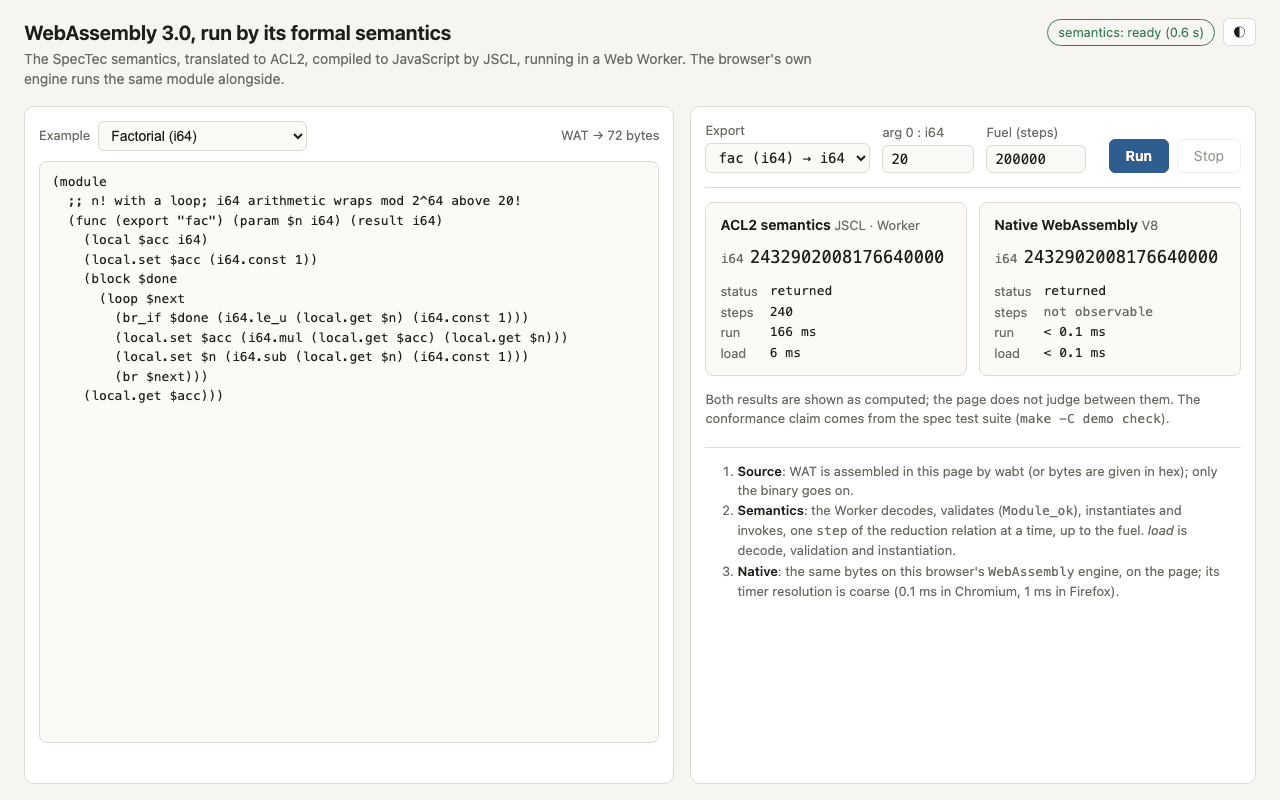 WebAssembly 3.0, run by its formal semantics
The SpecTec semantics, translated to ACL2, compiled to JavaScript by JSCL, running in a Web Worker. The browser's own
engine runs the same module alongside.
semantics: ready (0.6 s)
Example Factorial (i64) WAT → 72 bytes
(module
  ;; n! with a loop; i64 arithmetic wraps mod 2^64 above 20!
  (func (export "fac") (param $n i64) (result i64)
    (local $acc i64)
    (local.set $acc (i64.const 1))
    (block $done
      (loop $next
        (br_if $done (i64.le_u (local.get $n) (i64.const 1)))
        (local.set $acc (i64.mul (local.get $acc) (local.get $n)))
        (local.set $n (i64.sub (local.get $n) (i64.const 1)))
        (br $next)))
    (local.get $acc)))
Export arg 0 : i64 Fuel (steps)
fac (i64) → i64 20 200000 Run Stop
ACL2 semantics JSCL · Worker
i64 2432902008176640000
status returned
steps 240
run 166 ms
load 6 ms
Native WebAssembly V8
i64 2432902008176640000
status returned
steps not observable
run < 0.1 ms
load < 0.1 ms
Both results are shown as computed; the page does not judge between them. The
conformance claim comes from the spec test suite (make -C demo check).
1. Source: WAT is assembled in this page by wabt (or bytes are given in hex); only
the binary goes on.
2. Semantics: the Worker decodes, validates (Module_ok), instantiates and
invokes, one step of the reduction relation at a time, up to the fuel. load is
decode, validation and instantiation.
3. Native: the same bytes on this browser's WebAssembly engine, on the page; its
timer resolution is coarse (0.1 ms in Chromium, 1 ms in Firefox).